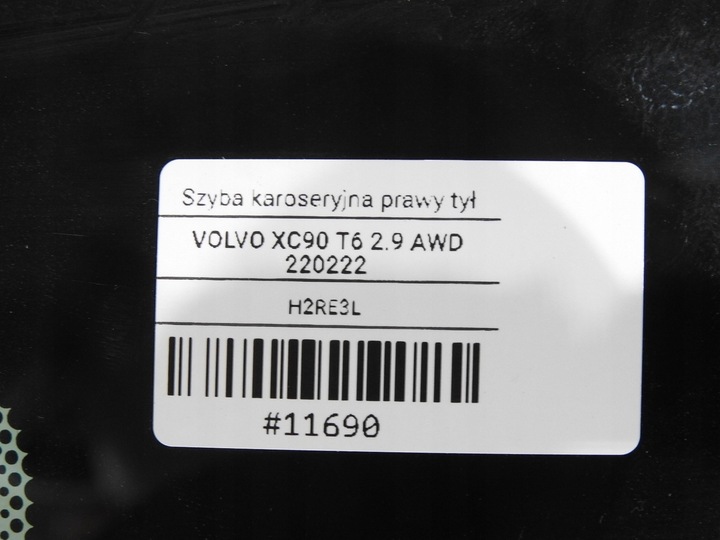 Szyba karoseryjna prawy tył
VOLVO XC90 T6 2.9 AWD
220222
H2RE3L
#11690